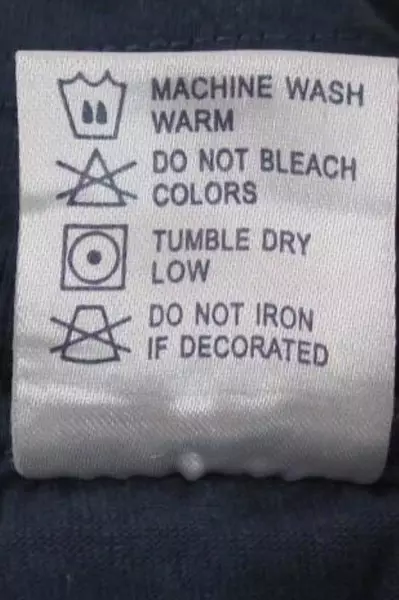 MACHINE WASH
WARM
DO NOT BLEACH
COLORS
TUMBLE DRY
LOW
DO NOT IRON
IF DECORATED